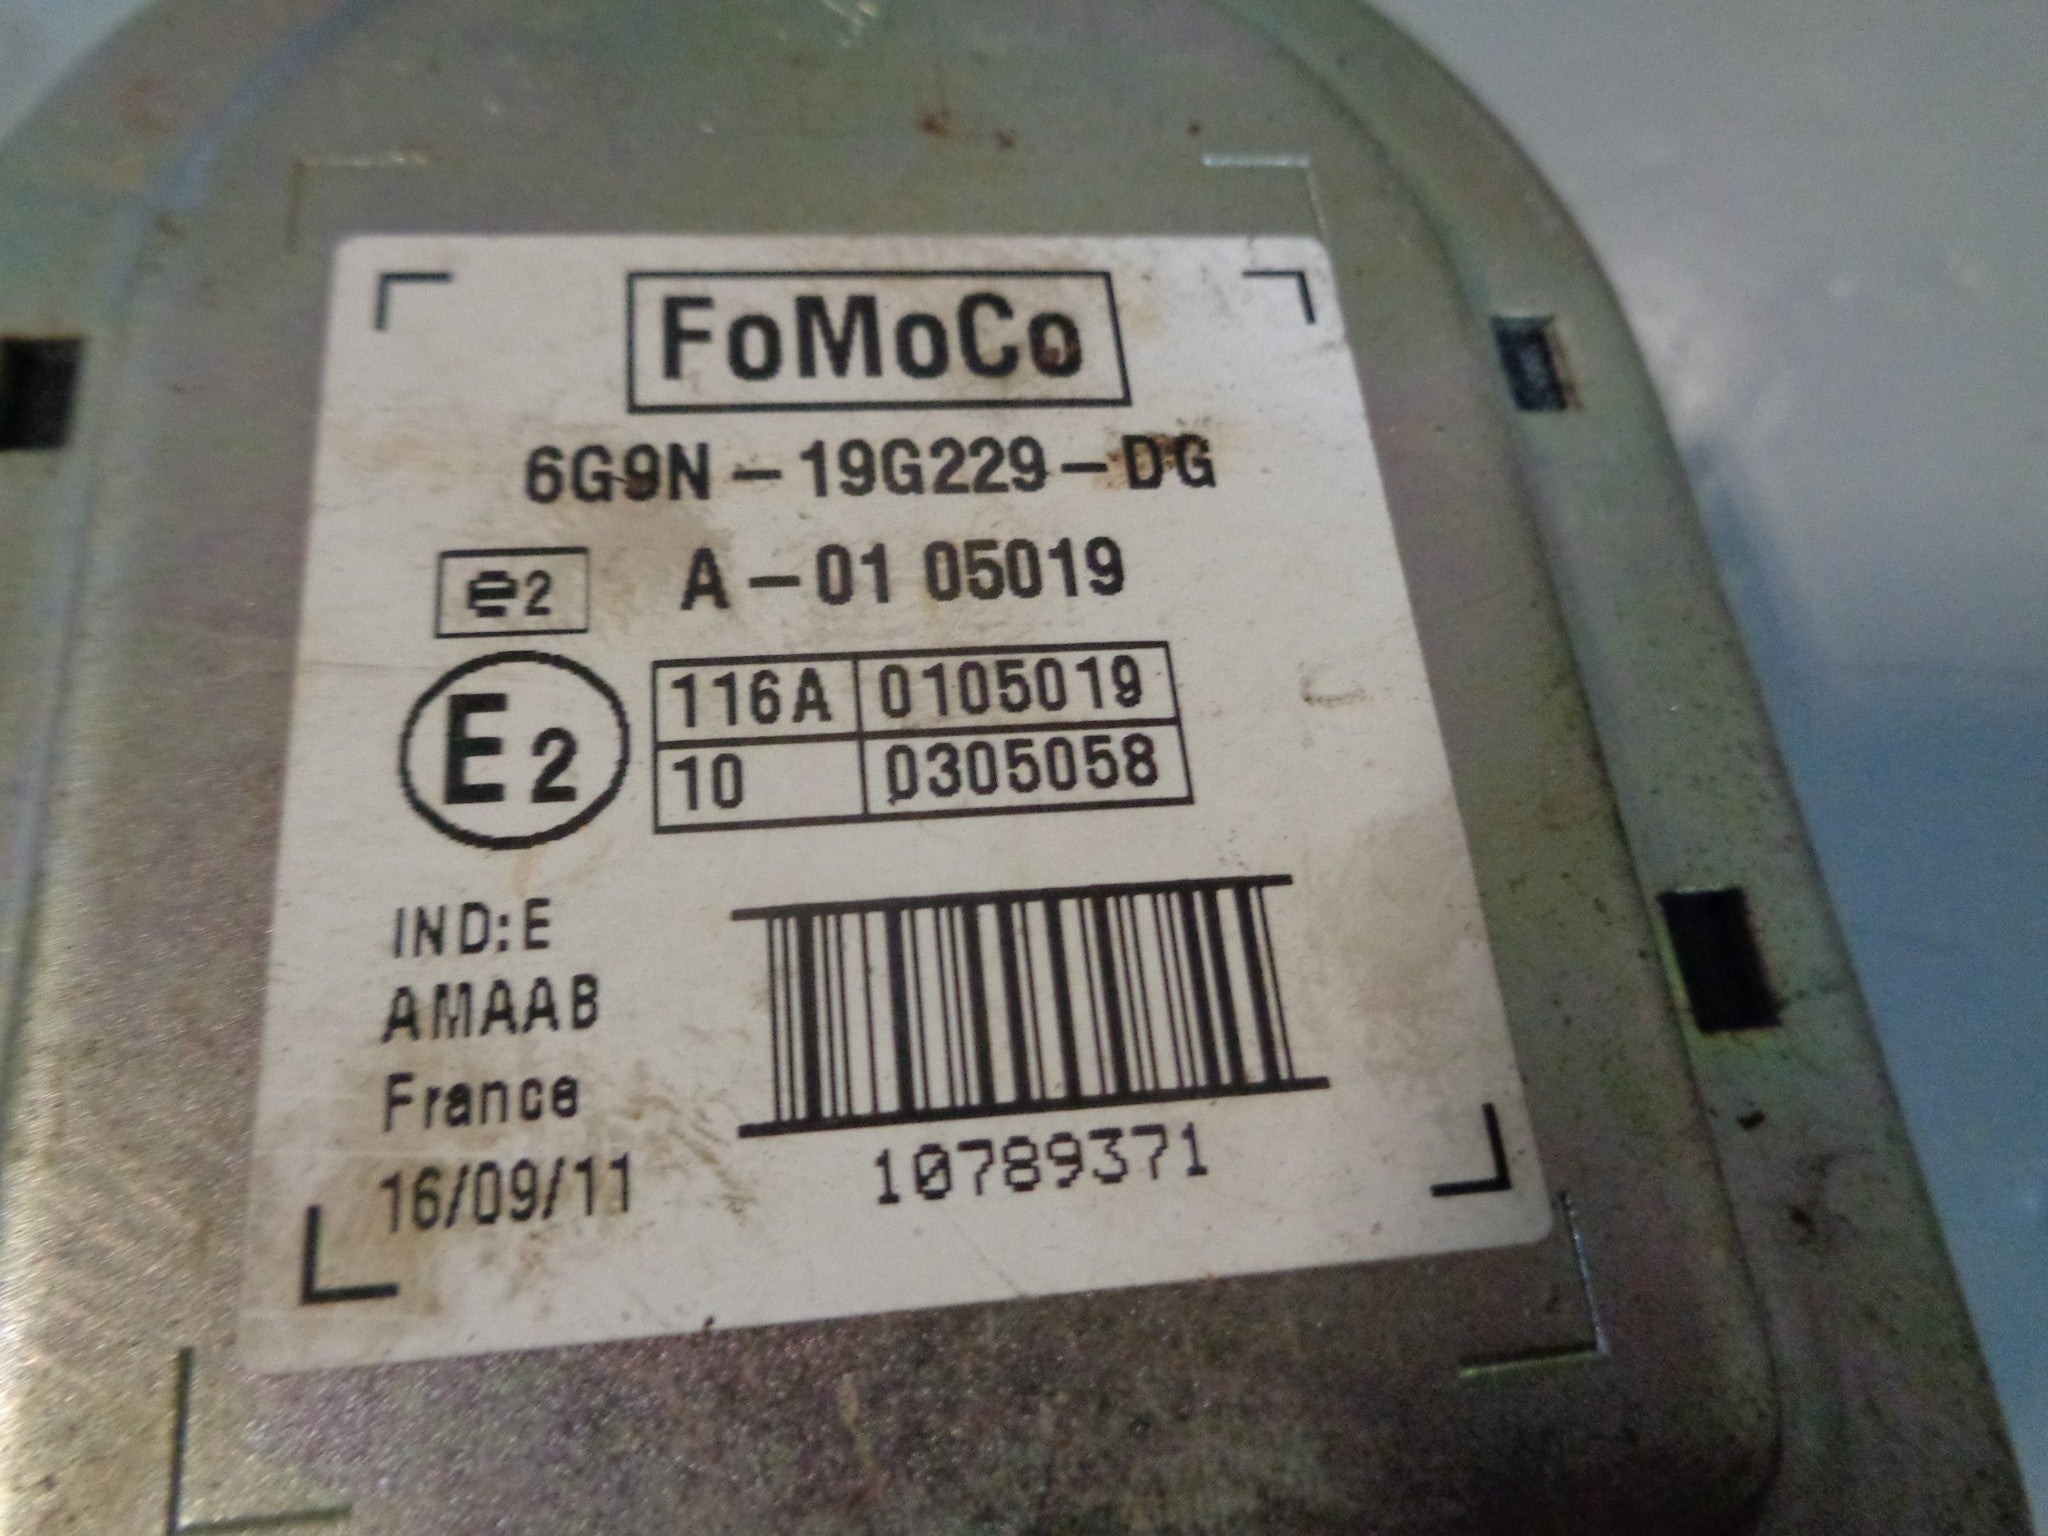 FoMoCo
6G9N-19G229-DG
e2 A-01 05019
E2 116A 0105019
10 0305058
IND:E
AMAAB
France
16/09/11
10789371